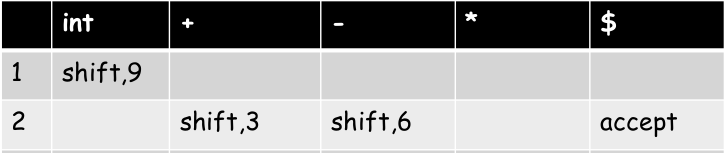 int + - * $
1 shift,9
2 shift,3 shift,6 accept